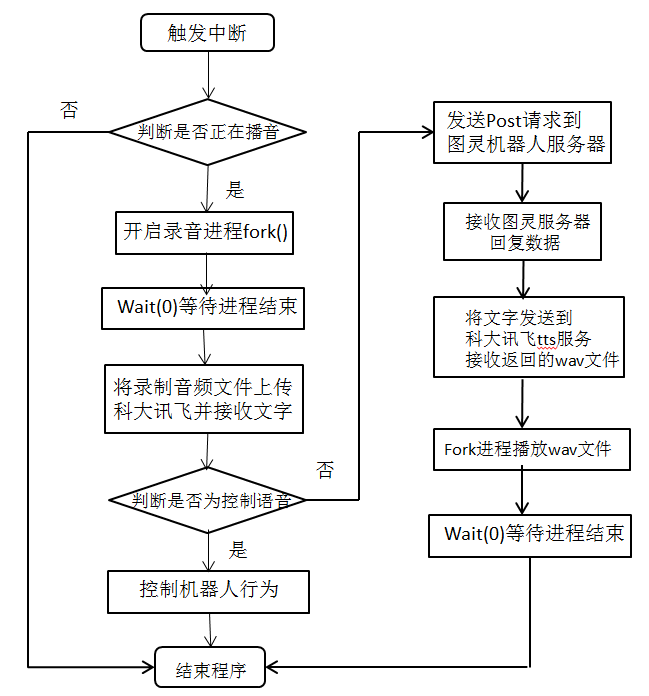 触发中断
否
判断是否正在播音
是
开启录音进程fork()
Wait(0)等待进程结束
将录制音频文件上传
科大讯飞并接收文字
否
判断是否为控制语音
是
控制机器人行为
结束程序
发送Post请求到
图灵机器人服务器
接收图灵服务器
回复数据
将文字发送到
科大讯飞tts服务
接收返回的wav文件
Fork进程播放wav文件
Wait(0)等待进程结束